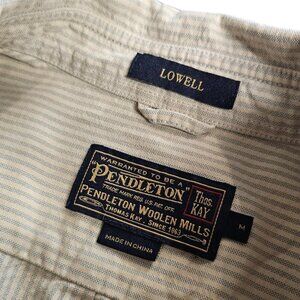 LOWELL
WARRANTED TO BE A
"PENDLETON"
TRADE MARK REG. U.S. PAT. OFF.
PENDLETON WOOLEN MILLS
THOMAS KAY, SINCE 1863
Thos.
KAY
M
MADE IN CHINA